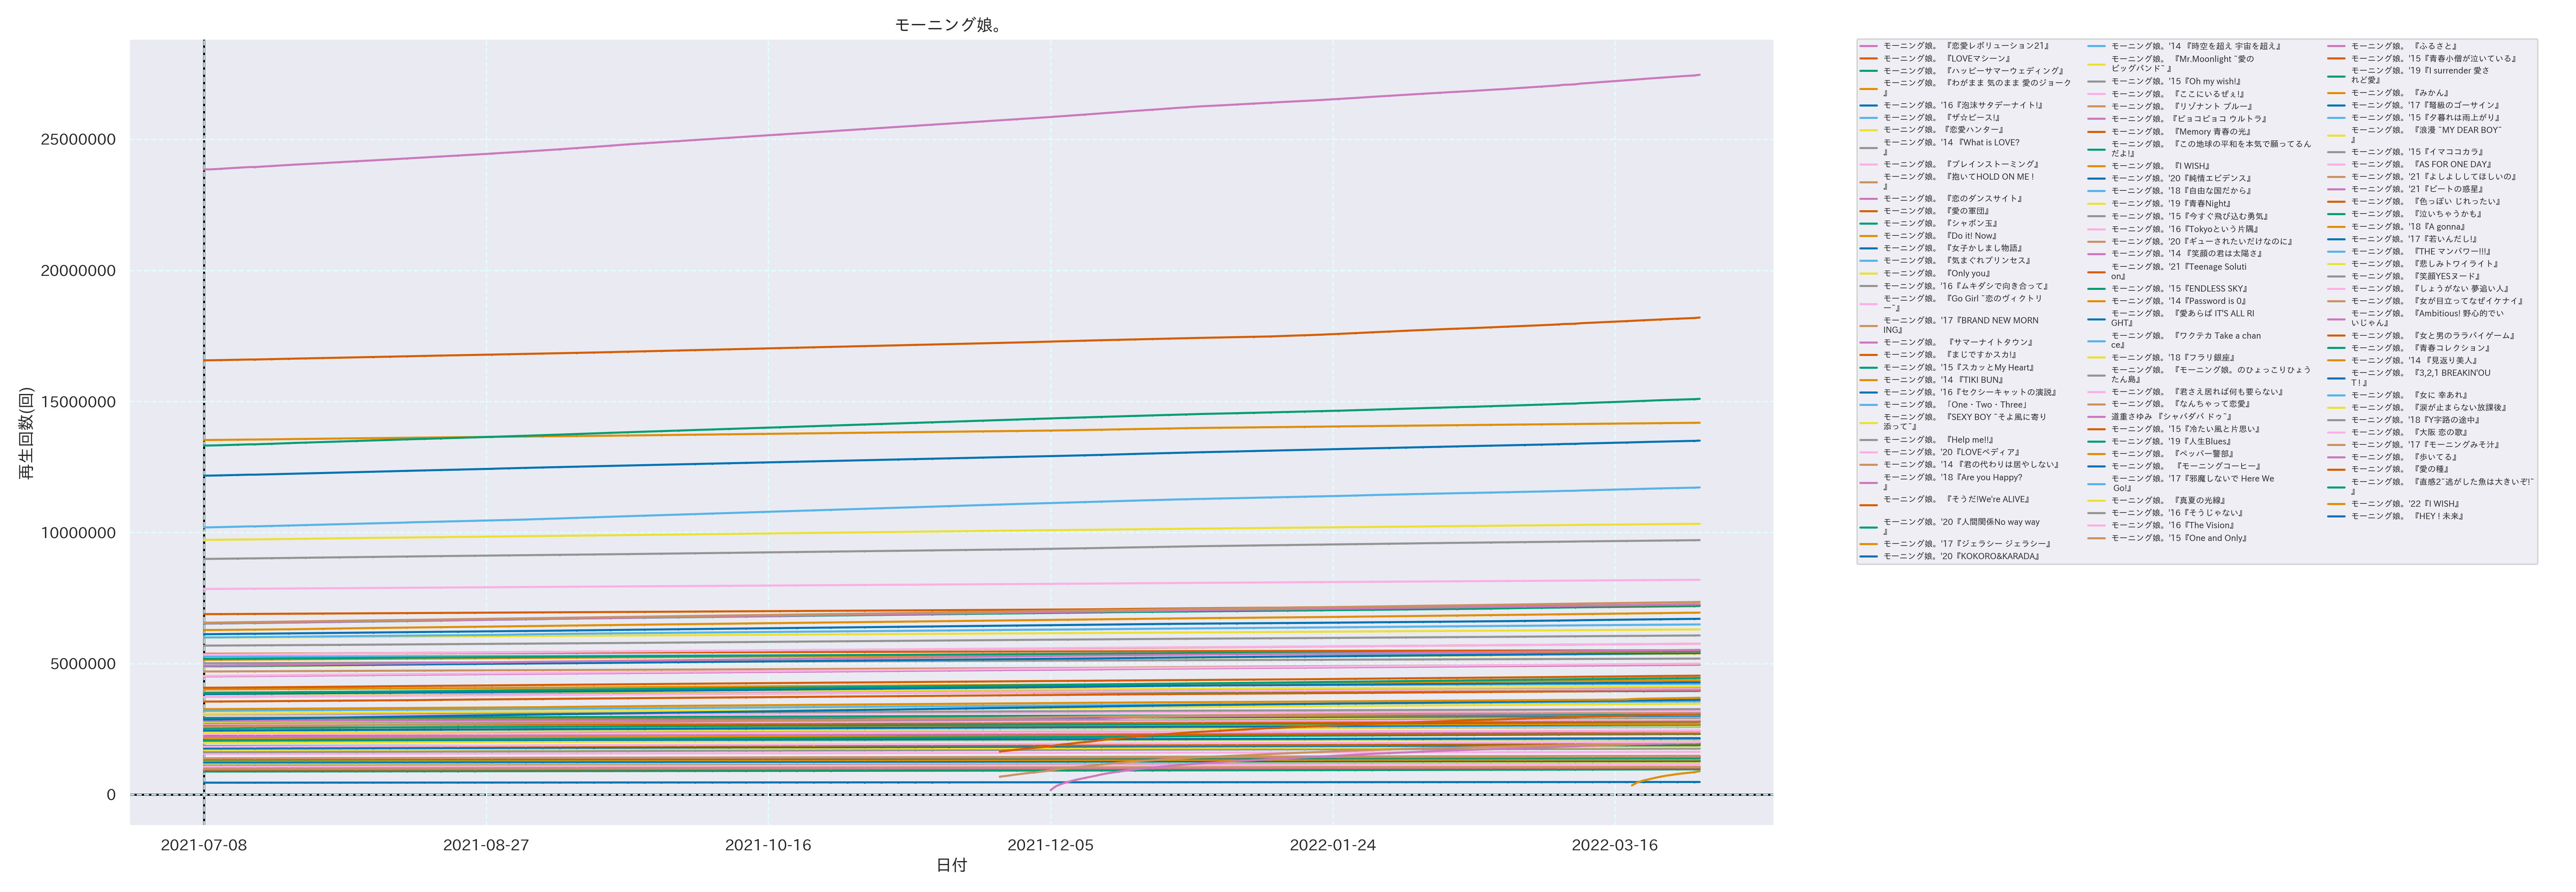 モーニング娘。
再生回数(回)
25000000
20000000
15000000
10000000
5000000
0
2021-07-08
2021-08-27
2021-10-16
2021-12-05
2022-01-24
2022-03-16
日付
モーニング娘。 『恋愛レボリューション21』
モーニング娘。 『LOVEマシーン』
モーニング娘。 『ハッピーサマーウェディング』
モーニング娘。 『わがまま 気のまま 愛のジョーク
』
モーニング娘。'16『泡沫サタデーナイト!』
モーニング娘。 『ザ☆ピース!』
モーニング娘。 『恋愛ハンター』
モーニング娘。'14 『What is LOVE?
』
モーニング娘。 『ブレインストーミング』
モーニング娘。 『抱いてHOLD ON ME !
』
モーニング娘。 『恋のダンスサイト』
モーニング娘。 『愛の軍団』
モーニング娘。 『シャボン玉』
モーニング娘。 『Do it! Now』
モーニング娘。 『女子かしまし物語』
モーニング娘。 『気まぐれプリンセス』
モーニング娘。 『Only you』
モーニング娘。'16『ムキダシで向き合って』
モーニング娘。 『Go Girl ~恋のヴィクトリ
ー~』
モーニング娘。'17『BRAND NEW MORN
ING』
モーニング娘。 『サマーナイトタウン』
モーニング娘。 『まじですかスカ!』
モーニング娘。'15『スカッとMy Heart』
モーニング娘。'14 『TIKI BUN』
モーニング娘。'16『セクシーキャットの演説』
モーニング娘。 「One・Two・Three」
モーニング娘。 『SEXY BOY ~そよ風に寄り
添って~』
モーニング娘。 『Help me!!』
モーニング娘。'20『LOVEペディア』
モーニング娘。'14 『君の代わりは居やしない』
モーニング娘。'18『Are you Happy?
』
モーニング娘。 『そうだ!We're ALIVE』
モーニング娘。'20『人間関係No way way
』
モーニング娘。'17『ジェラシー ジェラシー』
モーニング娘。'20『KOKORO&KARADA』
モーニング娘。'14 『時空を超え 宇宙を超え』
モーニング娘。 『Mr.Moonlight ~愛の
ビッグバンド~ 』
モーニング娘。'15『Oh my wish!』
モーニング娘。 『ここにいるぜぇ!』
モーニング娘。 『リゾナント ブルー』
モーニング娘。 『ピョコピョコ ウルトラ』
モーニング娘。 『Memory 青春の光』
モーニング娘。 『この地球の平和を本気で願ってるん
だよ!』
モーニング娘。 『I WISH』
モーニング娘。'20『純情エビデンス』
モーニング娘。'18『自由な国だから』
モーニング娘。'19『青春Night』
モーニング娘。'15『今すぐ飛び込む勇気』
モーニング娘。'16『Tokyoという片隅』
モーニング娘。'20『ギューされたいだけなのに』
モーニング娘。'14 『笑顔の君は太陽さ』
モーニング娘。'21『Teenage Soluti
on』
モーニング娘。'15『ENDLESS SKY』
モーニング娘。'14 『Password is 0』
モーニング娘。 『愛あらば IT'S ALL RI
GHT』
モーニング娘。 『ワクテカ Take a chan
ce』
モーニング娘。'18『フラリ銀座』
モーニング娘。 『モーニング娘。のひょっこりひょう
たん島』
モーニング娘。 『君さえ居れば何も要らない』
モーニング娘。 『なんちゃって恋愛』
道重さゆみ 『シャバダバ ドゥ~』
モーニング娘。'15『冷たい風と片思い』
モーニング娘。'19『人生Blues』
モーニング娘。 『ペッパー警部』
モーニング娘。 『モーニングコーヒー』
モーニング娘。'17『邪魔しないで Here We
Go!』
モーニング娘。 『真夏の光線』
モーニング娘。'16『そうじゃない』
モーニング娘。'16『The Vision』
モーニング娘。'15『One and Only』
モーニング娘。 『ふるさと』
モーニング娘。'15『青春小僧が泣いている』
モーニング娘。'19『I surrender 愛さ
れど愛』
モーニング娘。 『みかん』
モーニング娘。'17『弩級のゴーサイン』
モーニング娘。'15『夕暮れは雨上がり』
モーニング娘。 『浪漫 ~MY DEAR BOY~
』
モーニング娘。'15『イマココカラ』
モーニング娘。 『AS FOR ONE DAY』
モーニング娘。'21『よしよししてほしいの』
モーニング娘。'21『ビートの惑星』
モーニング娘。 『色っぽい じれったい』
モーニング娘。 『泣いちゃうかも』
モーニング娘。'18『A gonna』
モーニング娘。'17『若いんだし!』
モーニング娘。 『THE マンパワー!!!』
モーニング娘。 『悲しみトワイライト』
モーニング娘。 『笑顔YESヌード』
モーニング娘。 『しょうがない 夢追い人』
モーニング娘。 『女が目立ってなぜイケナイ』
モーニング娘。 『Ambitious! 野心的でい
いじゃん』
モーニング娘。 『女と男のララバイゲーム』
モーニング娘。 『青春コレクション』
モーニング娘。'14 『見返り美人』
モーニング娘。 『3,2,1 BREAKIN'OU
T ! 』
モーニング娘。 『女に 幸あれ』
モーニング娘。 『涙が止まらない放課後』
モーニング娘。'18『Y字路の途中』
モーニング娘。 『大阪 恋の歌』
モーニング娘。'17『モーニングみそ汁』
モーニング娘。 『歩いてる』
モーニング娘。 『愛の種』
モーニング娘。 『直感2~逃がした魚は大きいぞ!~
』
モーニング娘。'22『I WISH』
モーニング娘。 『HEY ! 未来』